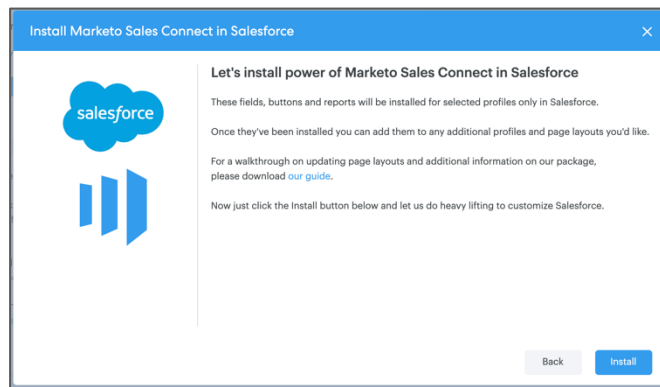 Install Marketo Sales Connect in Salesforce
Let's install power of Marketo Sales Connect in Salesforce
salesforce
These fields, buttons and reports will be installed for selected profiles only in Salesforce.
Once they've been installed you can add them to any additional profiles and page layouts you'd like.
For a walkthrough on updating page layouts and additional information on our package,
please download our guide.
Now just click the Install button below and let us do heavy lifting to customize Salesforce.
Back
Install